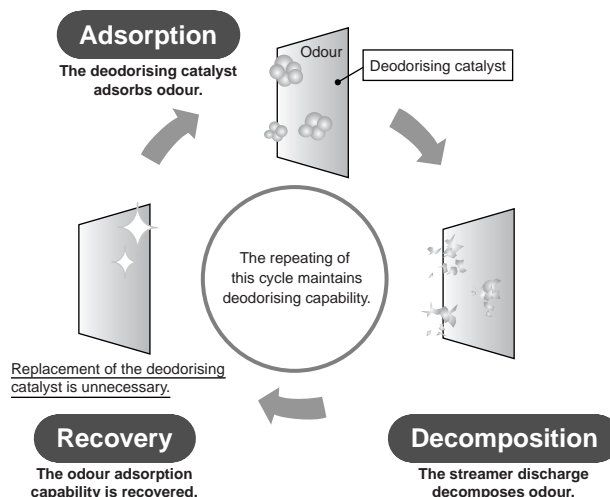 Adsorption
The deodorising catalyst
adsorbs odour.
Odour
Deodorising catalyst
The repeating of
this cycle maintains
deodorising capability.
Replacement of the deodorising
catalyst is unnecessary.
Recovery
The odour adsorption
capability is recovered.
Decomposition
The streamer discharge
decomposes odour.